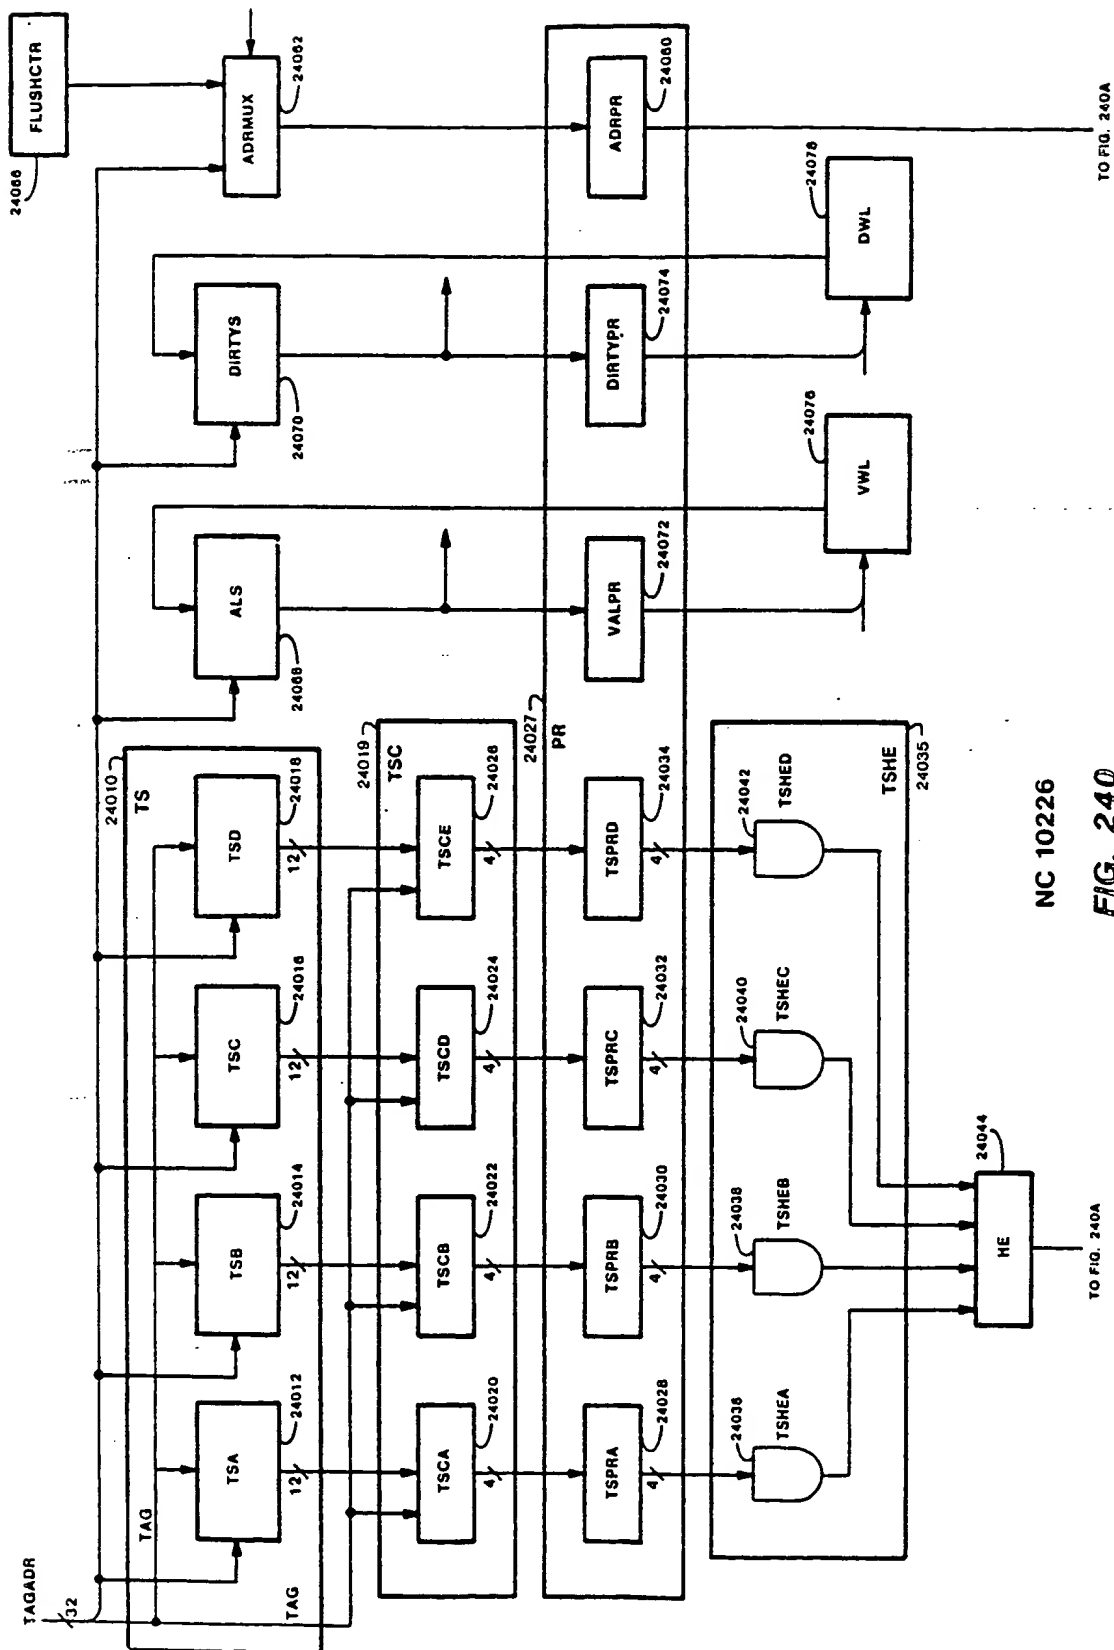 FLUSHCTR
24066
ADRMUX
24062
TAGADR
32
TAG
24010
TS
TSA
24012
12
TSB
24014
12
TSC
24016
12
TSD
24018
12
ALS
24068
DIRTYS
24070
TAG
24019
TSC
TSCA
24020
4
TSCB
24022
4
TSCD
24024
4
TSCE
24026
4
24027
PR
TSPRA
24028
4
TSPRB
24030
4
TSPRC
24032
4
TSPRD
24034
4
VALPR
24072
DIRTYPR
24074
ADRPR
24060
24036
TSHEA
24038
TSHEB
24040
TSHEC
24042
TSHED
TSHE
24035
VWL
24076
DWL
24078
HE
24044
TO FIG. 240A
TO FIG. 240A
NC 10226
FIG. 240